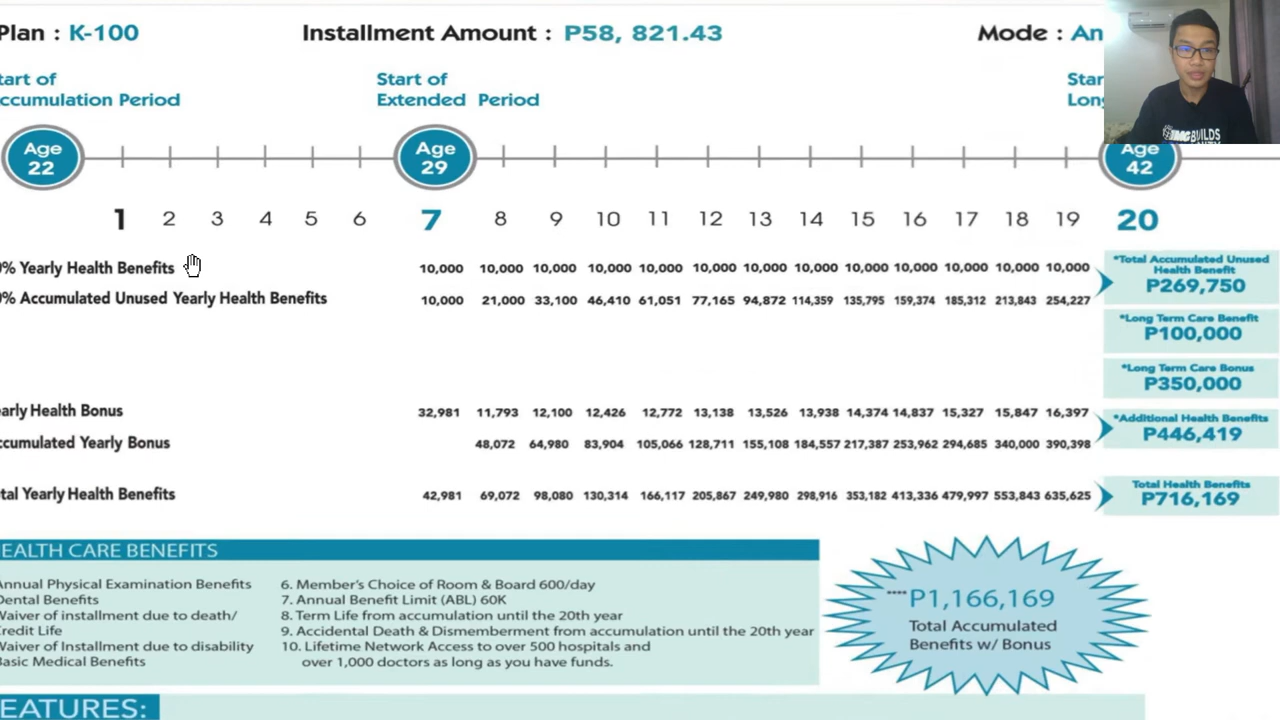 Plan : K-100 Installment Amount : P58, 821.43 Mode : An
tart of Start of Star
ccumulation Period Extended Period Long
Age 22 Age 29 Age 42
1 2 3 4 5 6 7 8 9 10 11 12 13 14 15 16 17 18 19 20
0% Yearly Health Benefits 10,000 10,000 10,000 10,000 10,000 10,000 10,000 10,000 10,000 10,000 10,000 10,000 10,000
0% Accumulated Unused Yearly Health Benefits 10,000 21,000 33,100 46,410 61,051 77,165 94,872 114,359 135,795 159,374 185,312 213,843 254,227
*Total Accumulated Unused
Health Benefit
P269,750
*Long Term Care Benefit
P100,000
*Long Term Care Bonus
P350,000
early Health Bonus 32,981 11,793 12,100 12,426 12,772 13,138 13,526 13,938 14,374 14,837 15,327 15,847 16,397
ccumulated Yearly Bonus 48,072 64,980 83,904 105,066 128,711 155,108 184,557 217,387 253,962 294,685 340,000 390,398
*Additional Health Benefits
P446,419
otal Yearly Health Benefits 42,981 69,072 98,080 130,314 166,117 205,867 249,980 298,916 353,182 413,336 479,997 553,843 635,625
Total Health Benefits
P716,169
EALTH CARE BENEFITS
Annual Physical Examination Benefits
Dental Benefits
Waiver of installment due to death/
Credit Life
Waiver of Installment due to disability
Basic Medical Benefits
6. Member's Choice of Room & Board 600/day
7. Annual Benefit Limit (ABL) 60K
8. Term Life from accumulation until the 20th year
9. Accidental Death & Dismemberment from accumulation until the 20th year
10. Lifetime Network Access to over 500 hospitals and
over 1,000 doctors as long as you have funds.
****P1,166,169
Total Accumulated
Benefits w/ Bonus
EATURES:
BUILDS